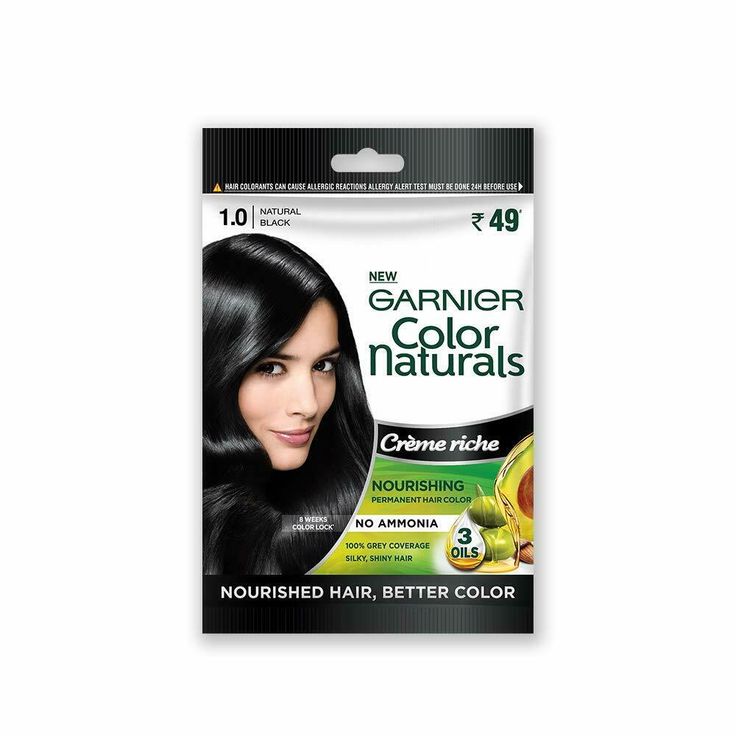 ⚠ HAIR COLORANTS CAN CAUSE ALLERGIC REACTIONS ALLERGY ALERT TEST MUST BE DONE 24H BEFORE USE ▶
1.0 | NATURAL
BLACK
₹ 49#
NEW
GARNIER
Color
Naturals
Crème riche
NOURISHING
PERMANENT HAIR COLOR
8 WEEKS
COLOR LOCK*
NO AMMONIA
3
OILS
100% GREY COVERAGE
SILKY, SHINY HAIR
NOURISHED HAIR, BETTER COLOR